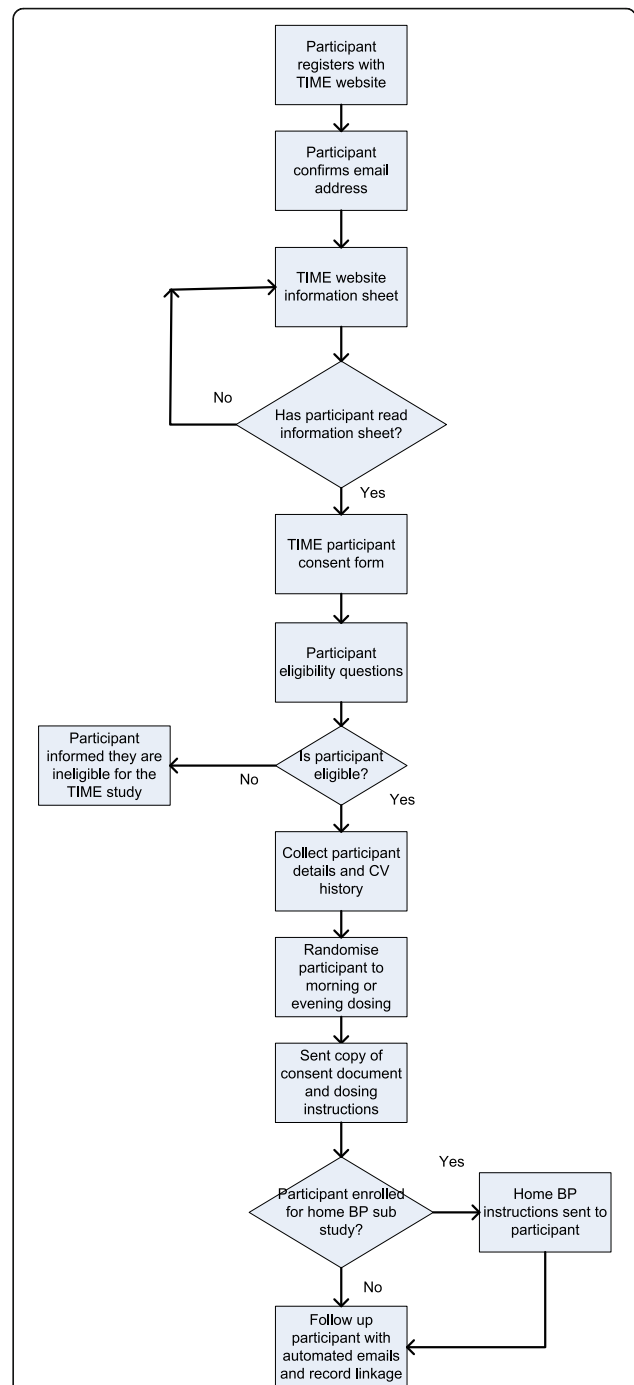 Participant
registers with
TIME website
Participant
confirms email
address
TIME website
information sheet
No
Has participant read
information sheet?
Yes
TIME participant
consent form
Participant
eligibility questions
Participant
informed they are
ineligible for the
TIME study
No
Is participant
eligible?
Yes
Collect participant
details and CV
history
Randomise
participant to
morning or
evening dosing
Sent copy of
consent document
and dosing
instructions
Participant enrolled
for home BP sub
study?
Yes
Home BP
instructions sent to
participant
No
Follow up
participant with
automated emails
and record linkage